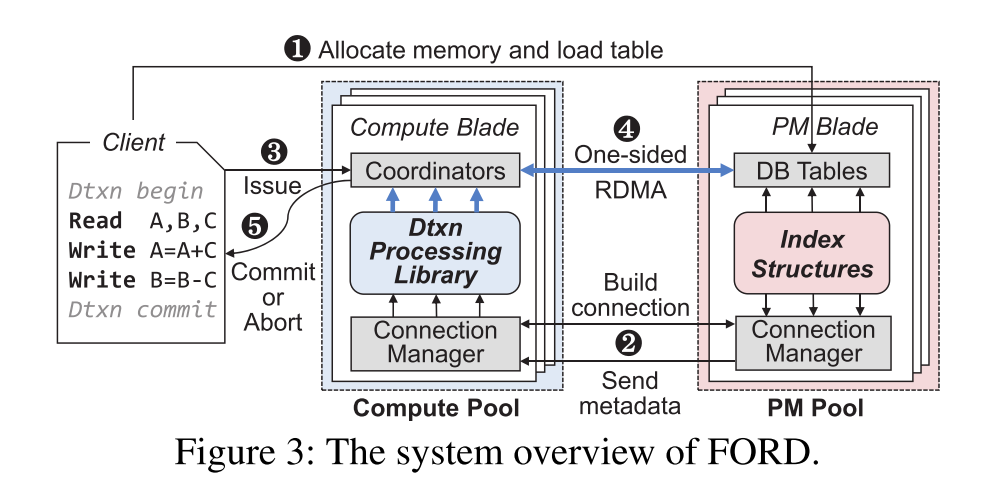 ❶ Allocate memory and load table
Client
Dtxn begin
Read A,B,C
Write A=A+C
Write B=B-C
Dtxn commit
❸
Issue
❺
Commit
or
Abort
Compute Blade
Coordinators
Dtxn
Processing
Library
Connection
Manager
Compute Pool
❹
One-sided
RDMA
Build
connection
❷
Send
metadata
PM Blade
DB Tables
Index
Structures
Connection
Manager
PM Pool
Figure 3: The system overview of FORD.